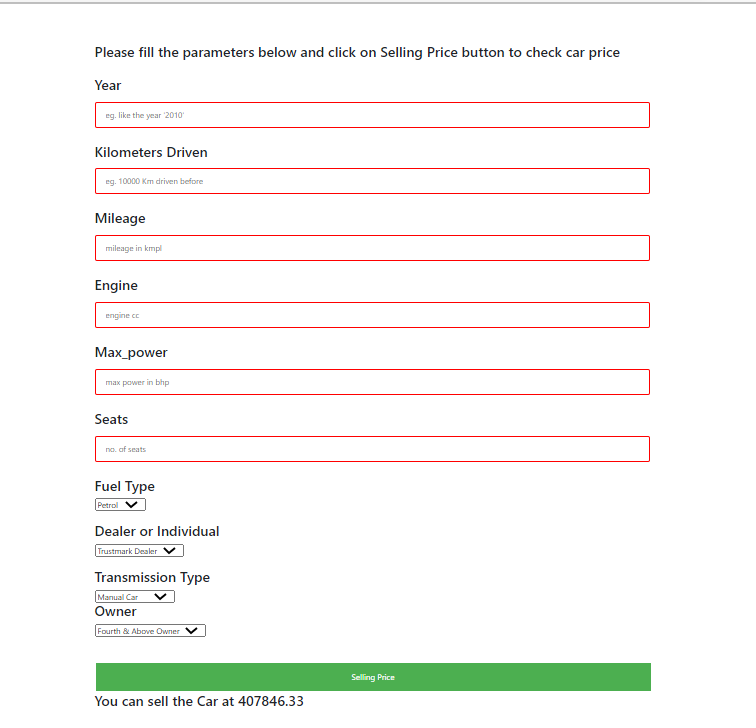 Please fill the parameters below and click on Selling Price button to check car price
Year
eg. like the year '2010'
Kilometers Driven
eg. 10000 Km driven before
Mileage
mileage in kmpl
Engine
engine cc
Max_power
max power in bhp
Seats
no. of seats
Fuel Type
Petrol
Dealer or Individual
Trustmark Dealer
Transmission Type
Manual Car
Owner
Fourth & Above Owner
Selling Price
You can sell the Car at 407846.33